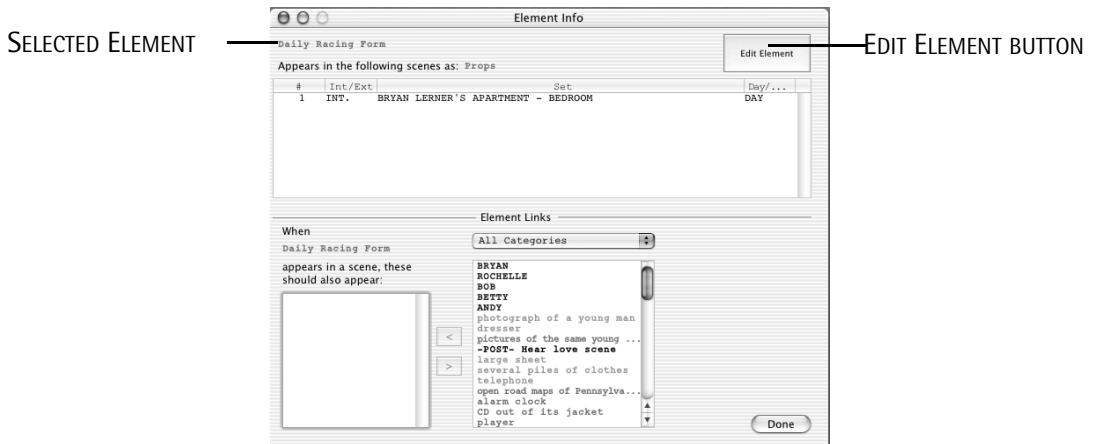 Element Info
SELECTED ELEMENT
Daily Racing Form
Edit Element
EDIT ELEMENT BUTTON
Appears in the following scenes as: Props
# Int/Ext Set Day/...
1 INT. BRYAN LERNER'S APARTMENT - BEDROOM DAY
Element Links
When
Daily Racing Form
appears in a scene, these
should also appear:
<
>
All Categories
BRYAN
ROCHELLE
BOB
BETTY
ANDY
photograph of a young man
dresser
pictures of the same young ...
-POST- Hear love scene
large sheet
several piles of clothes
telephone
open road maps of Pennsylva...
alarm clock
CD out of its jacket
player
Done